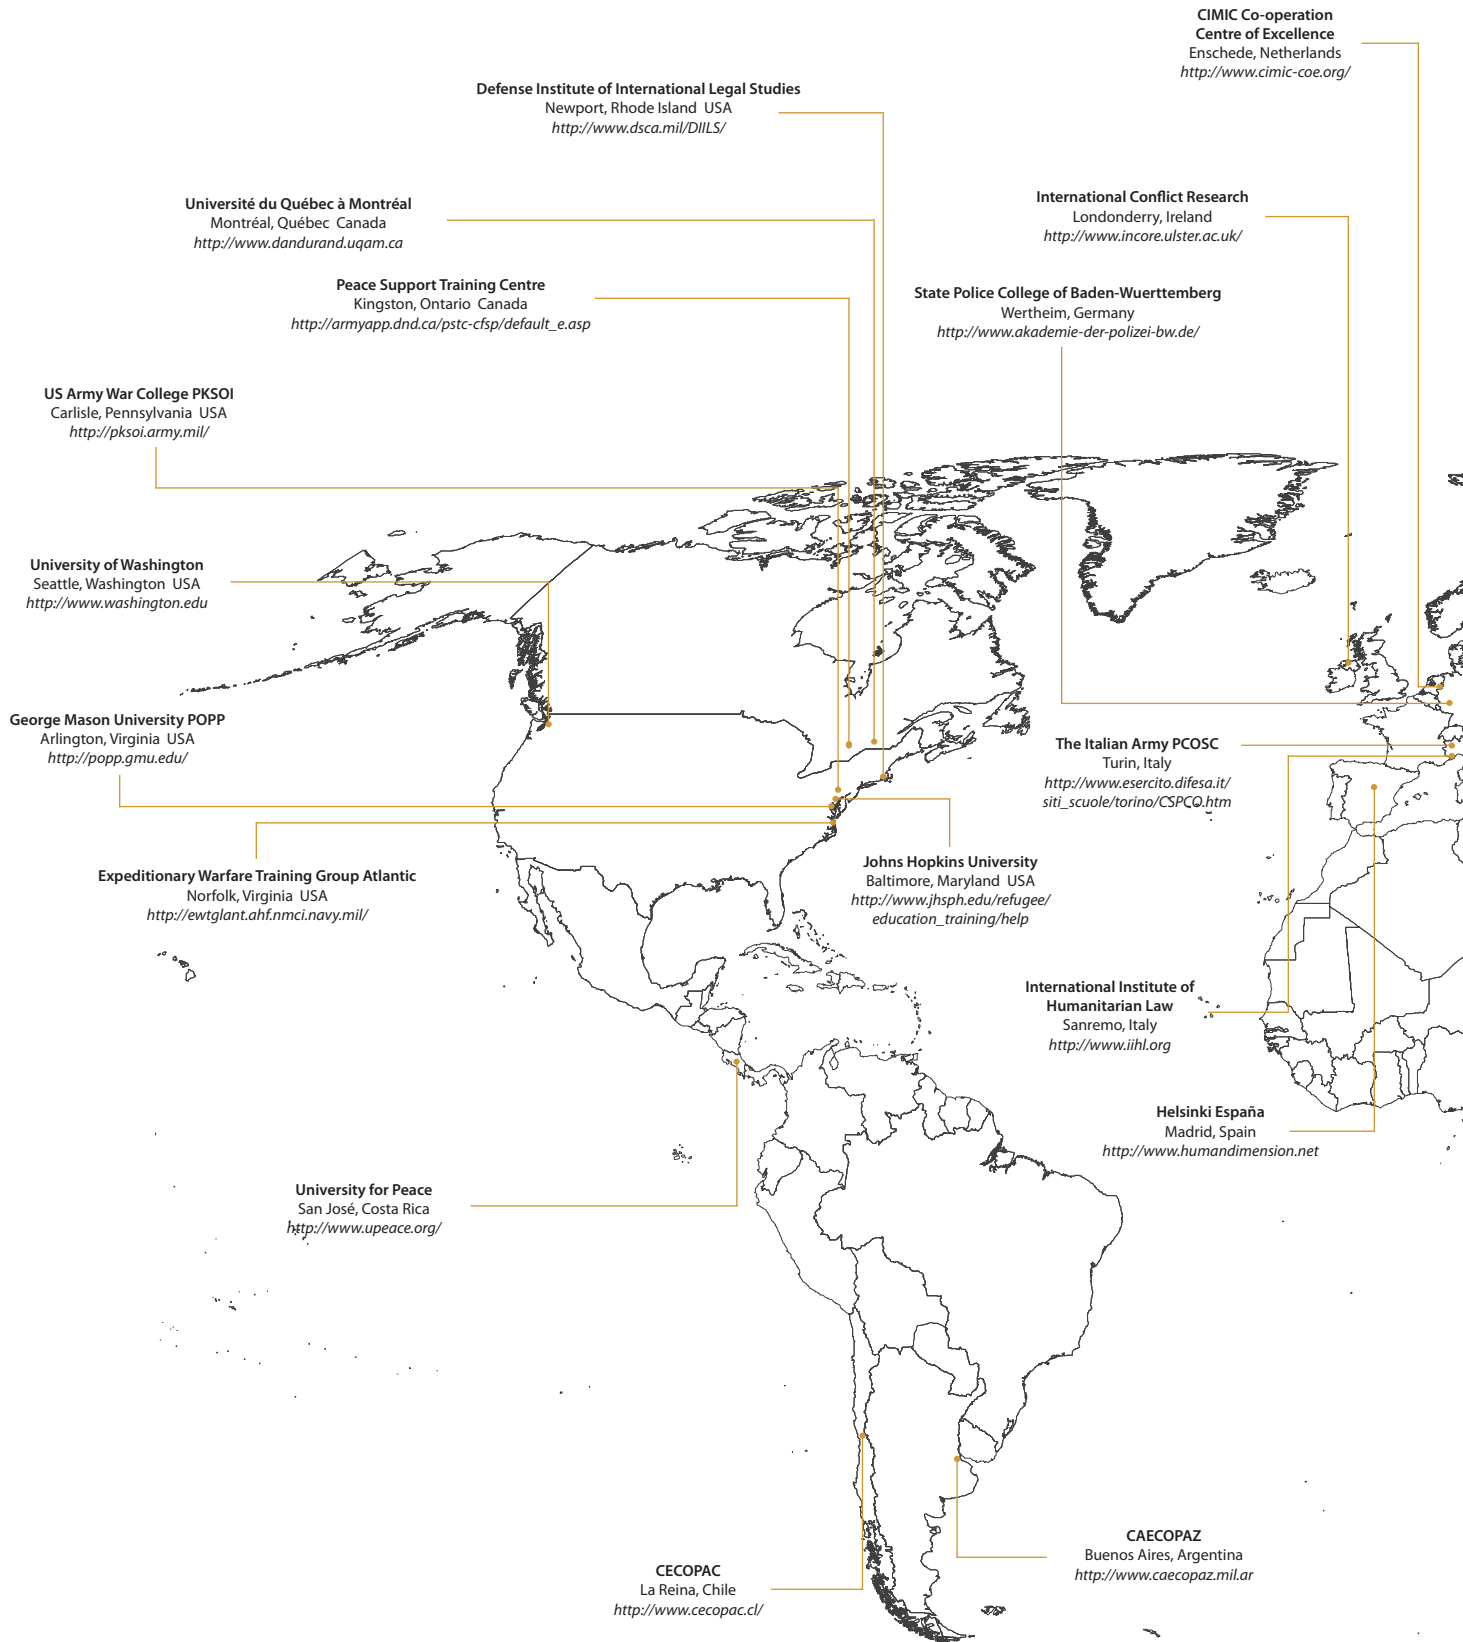 CIMIC Co-operation
Centre of Excellence
Enschede, Netherlands
http://www.cimic-coe.org/
Defense Institute of International Legal Studies
Newport, Rhode Island USA
http://www.dsca.mil/DIILS/
Université du Québec à Montréal
Montréal, Québec Canada
http://www.dandurand.uqam.ca
International Conflict Research
Londonderry, Ireland
http://www.incore.ulster.ac.uk/
Peace Support Training Centre
Kingston, Ontario Canada
http://armyapp.dnd.ca/pstc-cfsp/default_e.asp
State Police College of Baden-Wuerttemberg
Wertheim, Germany
http://www.akademie-der-polizei-bw.de/
US Army War College PKSOI
Carlisle, Pennsylvania USA
http://pksoi.army.mil/
University of Washington
Seattle, Washington USA
http://www.washington.edu
George Mason University POPP
Arlington, Virginia USA
http://popp.gmu.edu/
The Italian Army PCOSC
Turin, Italy
http://www.esercito.difesa.it/
siti_scuole/torino/CSPCO.htm
Expeditionary Warfare Training Group Atlantic
Norfolk, Virginia USA
http://ewtglant.ahf.nmci.navy.mil/
Johns Hopkins University
Baltimore, Maryland USA
http://www.jhsph.edu/refugee/
education_training/help
International Institute of
Humanitarian Law
Sanremo, Italy
http://www.iihl.org
Helsinki España
Madrid, Spain
http://www.humandimension.net
University for Peace
San José, Costa Rica
http://www.upeace.org/
CAECOPAZ
Buenos Aires, Argentina
http://www.caecopaz.mil.ar
CECOPAC
La Reina, Chile
http://www.cecopac.cl/